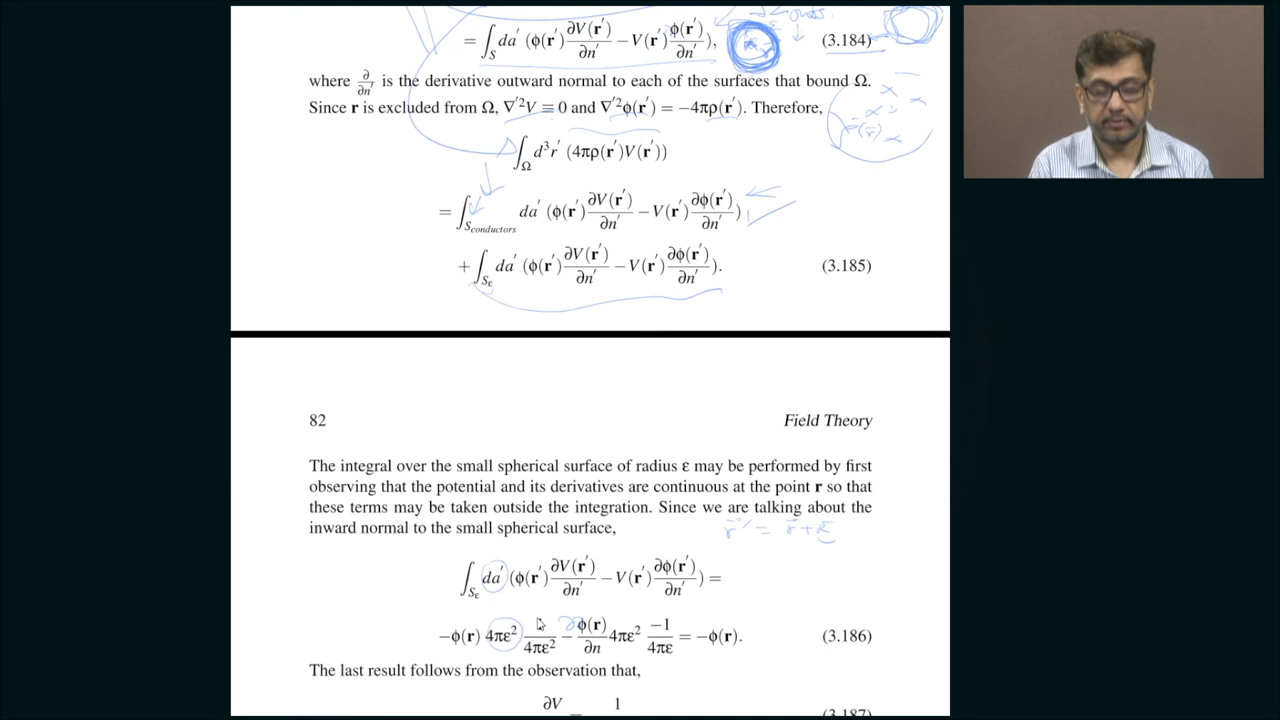 = ∫_S da′ (ϕ(r′) ∂V(r′)/∂n′ − V(r′) ϕ(r′)/∂n′), (3.184)
where ∂/∂n′ is the derivative outward normal to each of the surfaces that bound Ω.
Since r is excluded from Ω, ∇′²V ≡ 0 and ∇′²ϕ(r′) = −4πρ(r′). Therefore,
∫_Ω d³r′ (4πρ(r′)V(r′))
= ∫_S_conductors da′ (ϕ(r′) ∂V(r′)/∂n′ − V(r′) ∂ϕ(r′)/∂n′)
+ ∫_S_ε da′ (ϕ(r′) ∂V(r′)/∂n′ − V(r′) ∂ϕ(r′)/∂n′). (3.185)
82 Field Theory
The integral over the small spherical surface of radius ε may be performed by first
observing that the potential and its derivatives are continuous at the point r so that
these terms may be taken outside the integration. Since we are talking about the
inward normal to the small spherical surface,
r′ = r + ε
∫_S_ε da′ (ϕ(r′) ∂V(r′)/∂n′ − V(r′) ∂ϕ(r′)/∂n′) =
−ϕ(r) 4πε² 1/4πε² − ∂ϕ(r)/∂n 4πε² −1/4πε = −ϕ(r). (3.186)
The last result follows from the observation that,
∂V 1 (3.187)